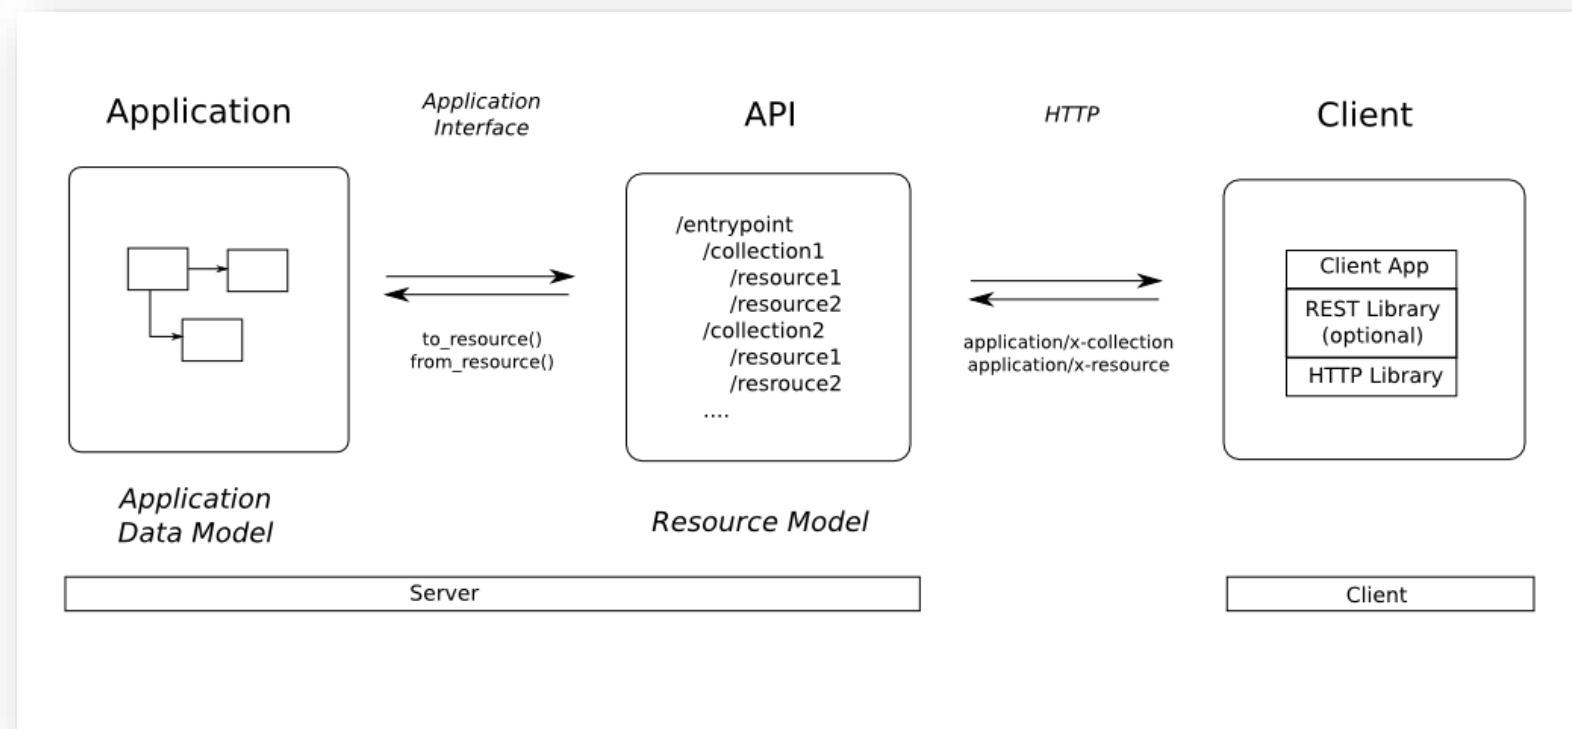 Application
Application
Interface
API
HTTP
Client
/entrypoint
/collection1
/resource1
/resource2
/collection2
/resource1
/resrouce2
....
to_resource()
from_resource()
application/x-collection
application/x-resource
Client App
REST Library
(optional)
HTTP Library
Application
Data Model
Resource Model
Server
Client